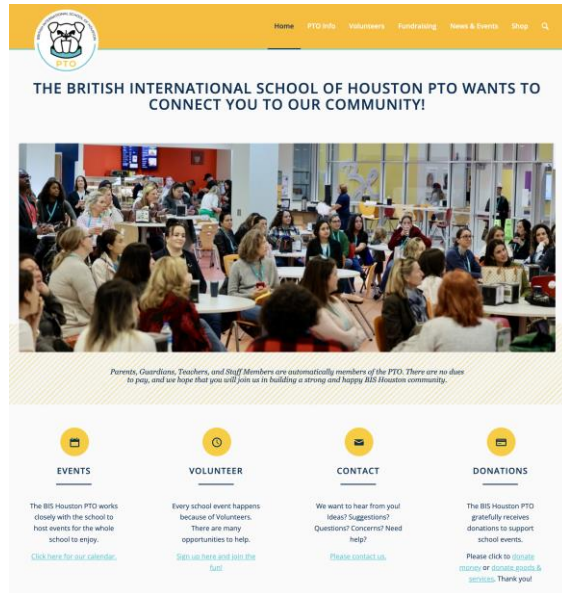 BRITISH INTERNATIONAL SCHOOL OF HOUSTON
PTO
Home PTO Info Volunteers Fundraising News & Events Shop
THE BRITISH INTERNATIONAL SCHOOL OF HOUSTON PTO WANTS TO
CONNECT YOU TO OUR COMMUNITY!
Parents, Guardians, Teachers, and Staff Members are automatically members of the PTO. There are no dues
to pay, and we hope that you will join us in building a strong and happy BIS Houston community.
EVENTS
The BIS Houston PTO works
closely with the school to
host events for the whole
school to enjoy.
Click here for our calendar.
VOLUNTEER
Every school event happens
because of Volunteers.
There are many
opportunities to help.
Sign up here and join the
fun!
CONTACT
We want to hear from you!
Ideas? Suggestions?
Questions? Concerns? Need
help?
Please contact us.
DONATIONS
The BIS Houston PTO
gratefully receives
donations to support
school events.
Please click to donate
money or donate goods &
services. Thank you!